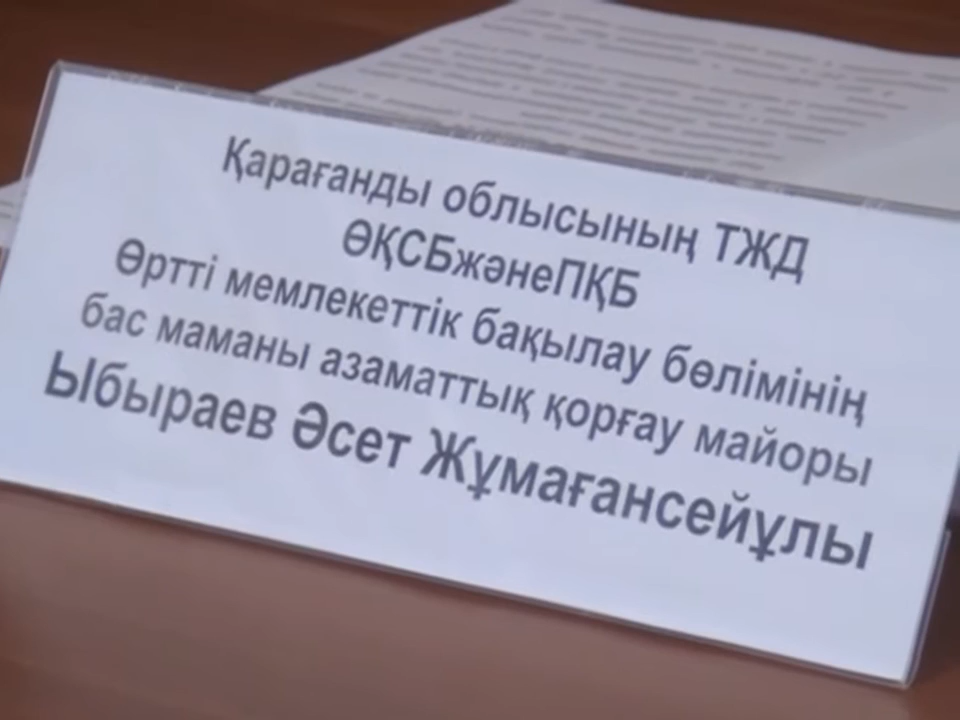 Қарағанды облысының ТЖД
ӨҚСБжәнеПҚБ
Өртті мемлекеттік бақылау бөлімінің
бас маманы азаматтық қорғау майоры
Ыбыраев Әсет Жұмағансейұлы